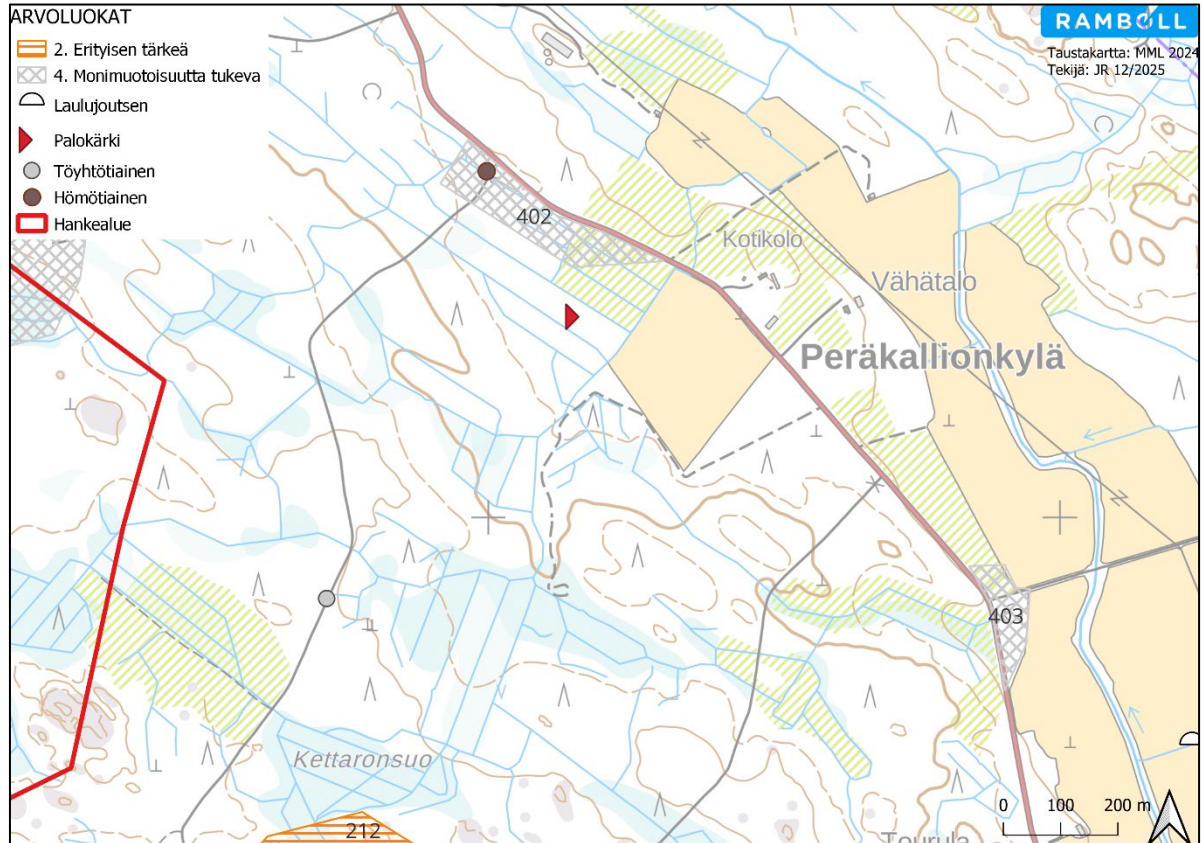 ARVOLUOKAT
2. Erityisen tärkeä
4. Monimuotoisuutta tukeva
Laulujoutsen
Palokärki
Töyhtötiainen
Hömötiainen
Hankealue
RAMBOLL
Taustakartta: MML 2024
Tekijä: JR 12/2025
402
Kotikolo
Vähätalo
Peräkallionkylä
403
Kettaronsuo
212
0 100 200 m
Tourula